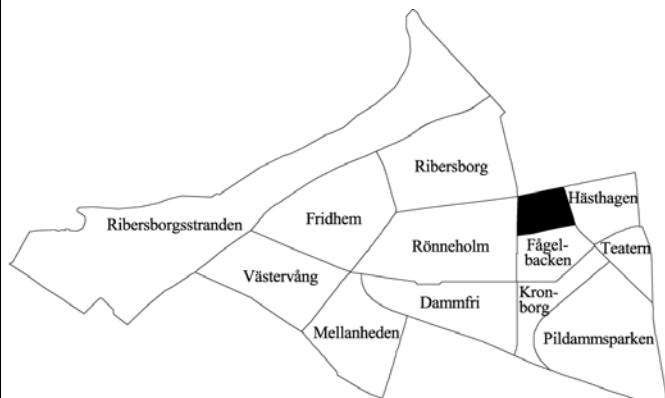 Ribersborg
Hästhagen
Ribersborgsstranden
Fridhem
Rönneholm
Fågel-
backen
Teatern
Västervång
Dammfri
Kron-
borg
Mellanheden
Pildammsparken